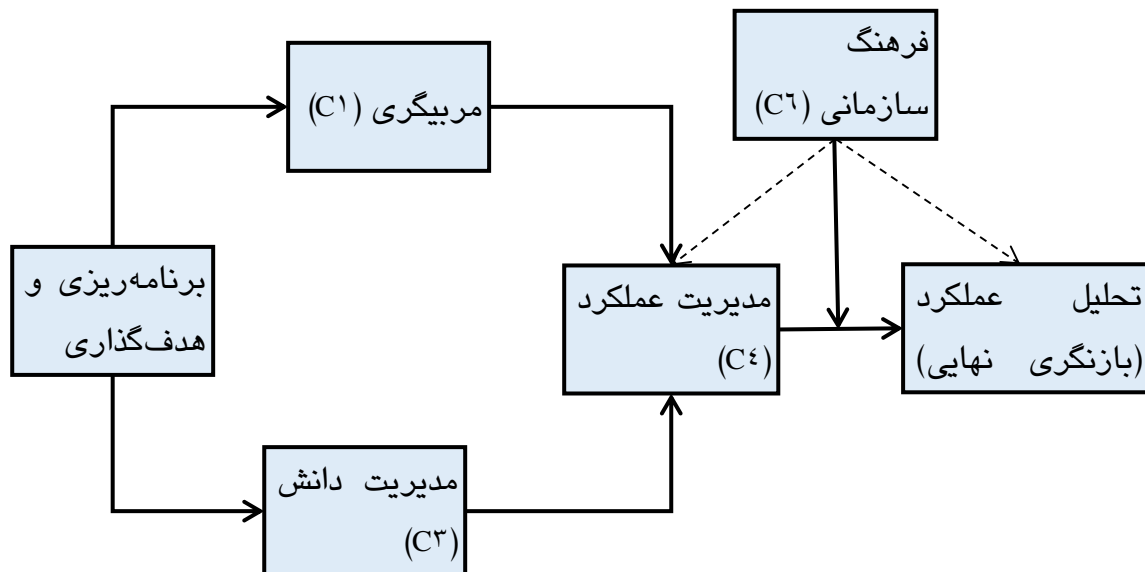 فرهنگ
سازمانی (C٦)
مربیگری (C١)
برنامه‌ریزی و
هدف‌گذاری
مدیریت عملکرد
(C٤)
تحلیل عملکرد
(بازنگری نهایی)
مدیریت دانش
(C٣)